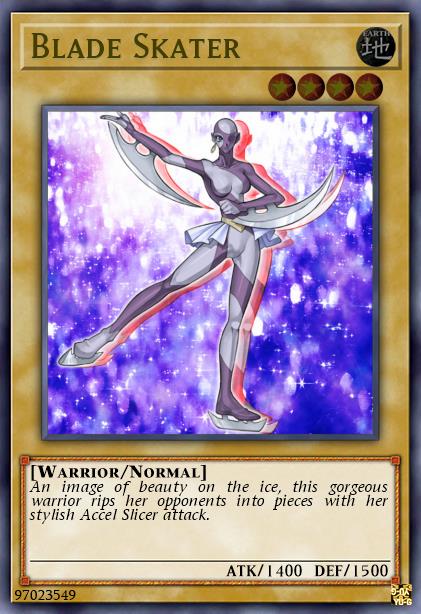 Blade Skater
EARTH
地
[Warrior/Normal]
An image of beauty on the ice, this gorgeous
warrior rips her opponents into pieces with her
stylish Accel Slicer attack.
ATK/1400 DEF/1500
97023549